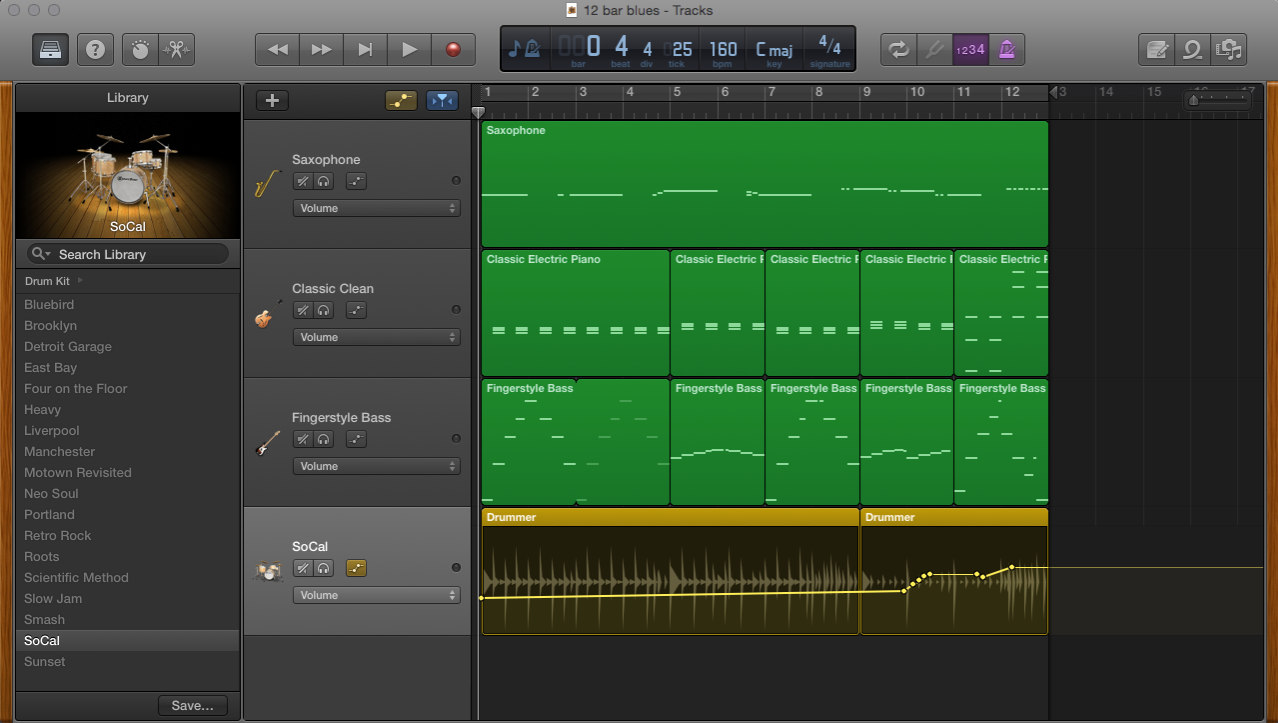 12 bar blues - Tracks
0 4 4 25 160 C maj 4/4
bar beat div tick bpm key signature
1234
Library
SoCal
Search Library
Drum Kit
Bluebird
Brooklyn
Detroit Garage
East Bay
Four on the Floor
Heavy
Liverpool
Manchester
Motown Revisited
Neo Soul
Portland
Retro Rock
Roots
Scientific Method
Slow Jam
Smash
SoCal
Sunset
Save...
1 2 3 4 5 6 7 8 9 10 11 12 3 14 15 16 17
Saxophone
Volume
Saxophone
Classic Clean
Volume
Classic Electric Piano
Classic Electric
Classic Electric
Classic Electric
Classic Electric
Fingerstyle Bass
Volume
Fingerstyle Bass
Fingerstyle Bass
Fingerstyle Bass
Fingerstyle Bass
Fingerstyle Bass
SoCal
Volume
Drummer
Drummer